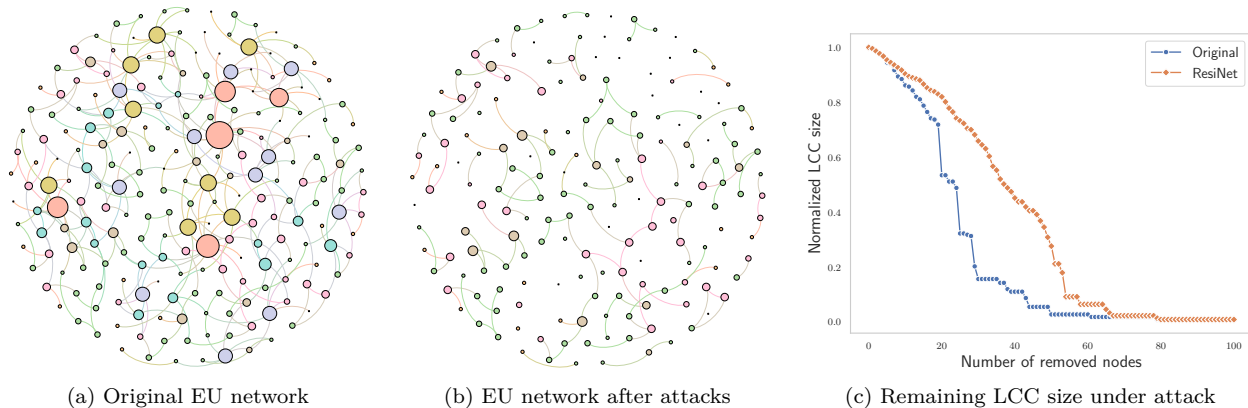 1.0
0.8
0.6
0.4
0.2
0.0
Normalized LCC size
Original
ResiNet
0 20 40 60 80 100
Number of removed nodes
(a) Original EU network
(b) EU network after attacks
(c) Remaining LCC size under attack